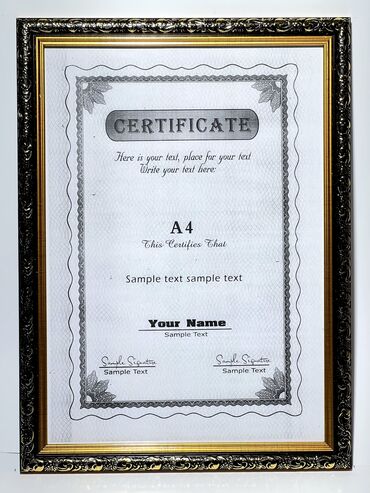 CERTIFICATE
Here is your text, place for your text
Write your text here:
A4
This Certifies That
Sample text sample text
Your Name
Sample Text
Sample Signature Sample Signature
Sample Text Sample Text